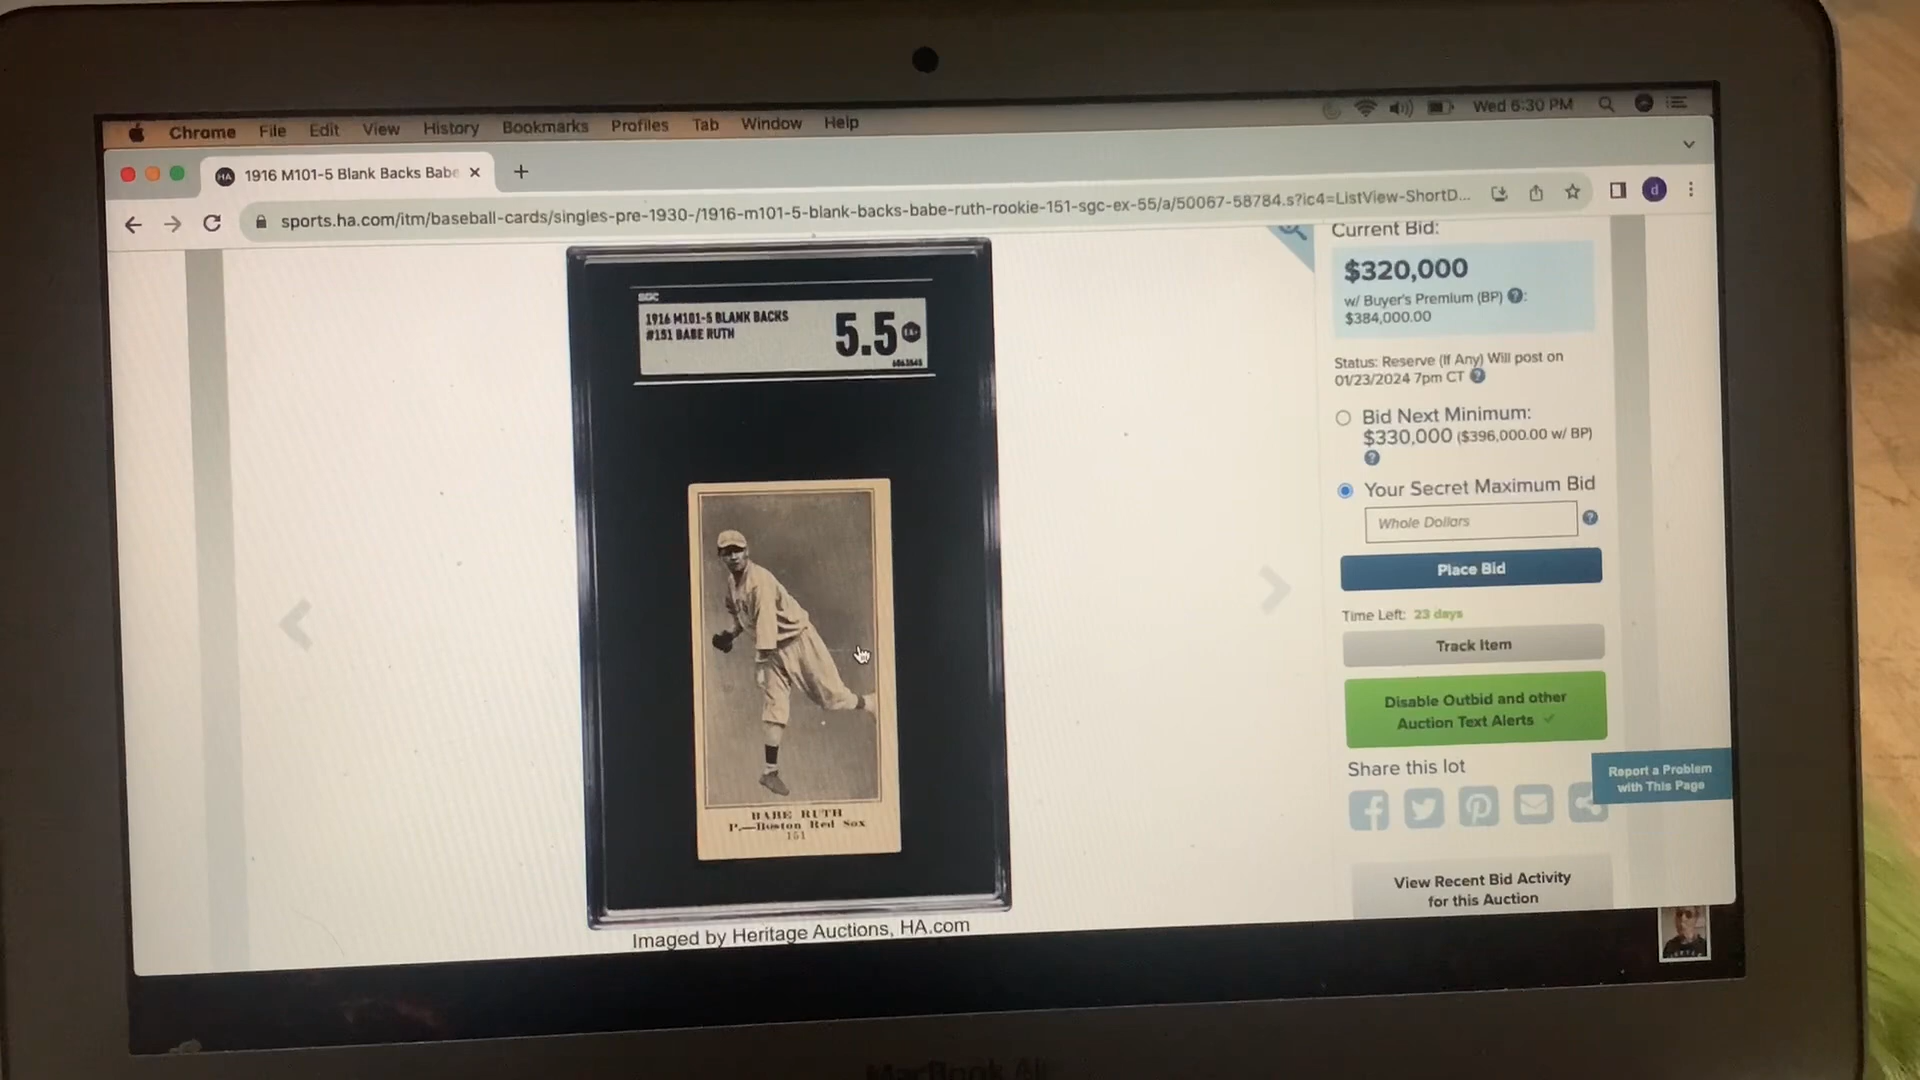 Chrome File Edit View History Bookmarks Profiles Tab Window Help
Wed 6:30 PM
HA 1916 M101-5 Blank Backs Babe
sports.ha.com/itm/baseball-cards/singles-pre-1930-/1916-m101-5-blank-backs-babe-ruth-rookie-151-sgc-ex-55/a/50067-58784.s?ic4=ListView-ShortD...
d
SGC
1916 M101-5 BLANK BACKS
#151 BABE RUTH
5.5
BABE RUTH
P.—Boston Red Sox
151
Imaged by Heritage Auctions, HA.com
Current Bid:
$320,000
w/ Buyer's Premium (BP) ?:
$384,000.00
Status: Reserve (If Any) Will post on
01/23/2024 7pm CT ?
Bid Next Minimum:
$330,000 ($396,000.00 w/ BP)
?
Your Secret Maximum Bid
Whole Dollars ?
Place Bid
Time Left: 23 days
Track Item
Disable Outbid and other
Auction Text Alerts
Share this lot
Report a Problem
with This Page
View Recent Bid Activity
for this Auction
MacBook Air